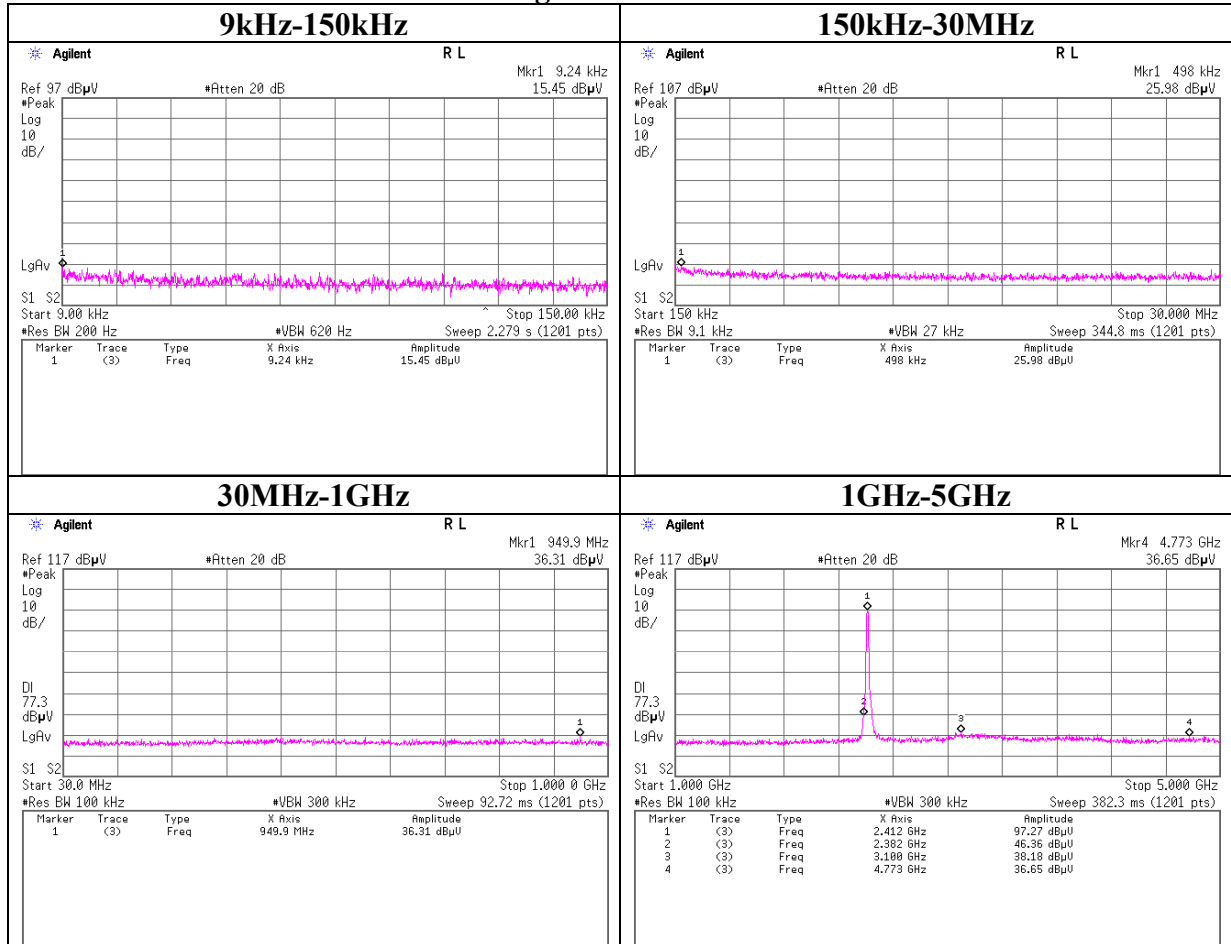 9kHz-150kHz
Agilent R L
Mkr1 9.24 kHz
Ref 97 dBµV #Atten 20 dB 15.45 dBµV
#Peak
Log
10
dB/
1
LgAv
S1 S2
Start 9.00 kHz ^ Stop 150.00 kHz
#Res BW 200 Hz #VBW 620 Hz Sweep 2.279 s (1201 pts)
Marker Trace Type X Axis Amplitude
1 (3) Freq 9.24 kHz 15.45 dBµV
150kHz-30MHz
Agilent R L
Mkr1 498 kHz
Ref 107 dBµV #Atten 20 dB 25.98 dBµV
#Peak
Log
10
dB/
1
LgAv
S1 S2
Start 150 kHz Stop 30.000 MHz
#Res BW 9.1 kHz #VBW 27 kHz Sweep 344.8 ms (1201 pts)
Marker Trace Type X Axis Amplitude
1 (3) Freq 498 kHz 25.98 dBµV
30MHz-1GHz
Agilent R L
Mkr1 949.9 MHz
Ref 117 dBµV #Atten 20 dB 36.31 dBµV
#Peak
Log
10
dB/
DI
77.3
dBµV
1
LgAv
S1 S2
Start 30.0 MHz Stop 1.000 0 GHz
#Res BW 100 kHz #VBW 300 kHz Sweep 92.72 ms (1201 pts)
Marker Trace Type X Axis Amplitude
1 (3) Freq 949.9 MHz 36.31 dBµV
1GHz-5GHz
Agilent R L
Mkr4 4.773 GHz
Ref 117 dBµV #Atten 20 dB 36.65 dBµV
#Peak
Log
10
dB/
1
DI
77.3
dBµV
2
3
4
LgAv
S1 S2
Start 1.000 GHz Stop 5.000 GHz
#Res BW 100 kHz #VBW 300 kHz Sweep 382.3 ms (1201 pts)
Marker Trace Type X Axis Amplitude
1 (3) Freq 2.412 GHz 97.27 dBµV
2 (3) Freq 2.382 GHz 46.36 dBµV
3 (3) Freq 3.100 GHz 38.18 dBµV
4 (3) Freq 4.773 GHz 36.65 dBµV